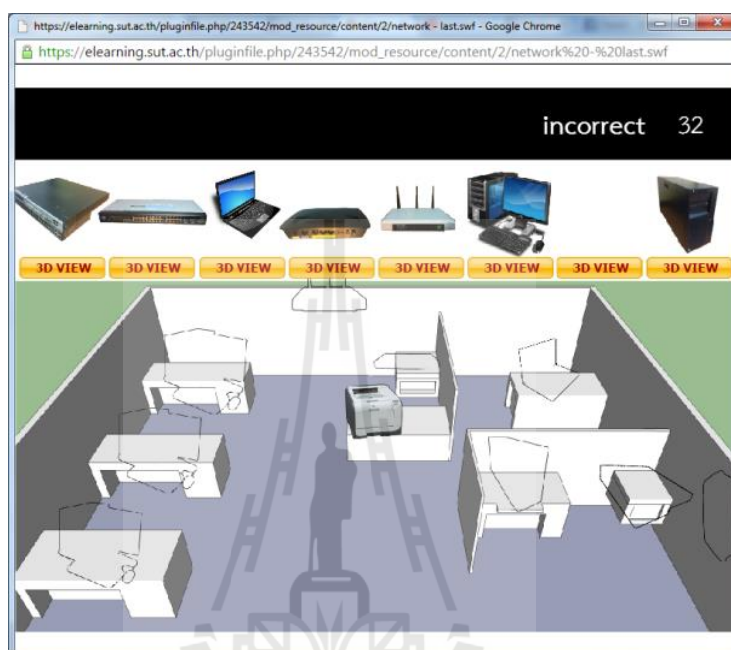 https://elearning.sut.ac.th/pluginfile.php/243542/mod_resource/content/2/network - last.swf - Google Chrome
https://elearning.sut.ac.th/pluginfile.php/243542/mod_resource/content/2/network%20-%20last.swf
incorrect 32
3D VIEW 3D VIEW 3D VIEW 3D VIEW 3D VIEW 3D VIEW 3D VIEW 3D VIEW